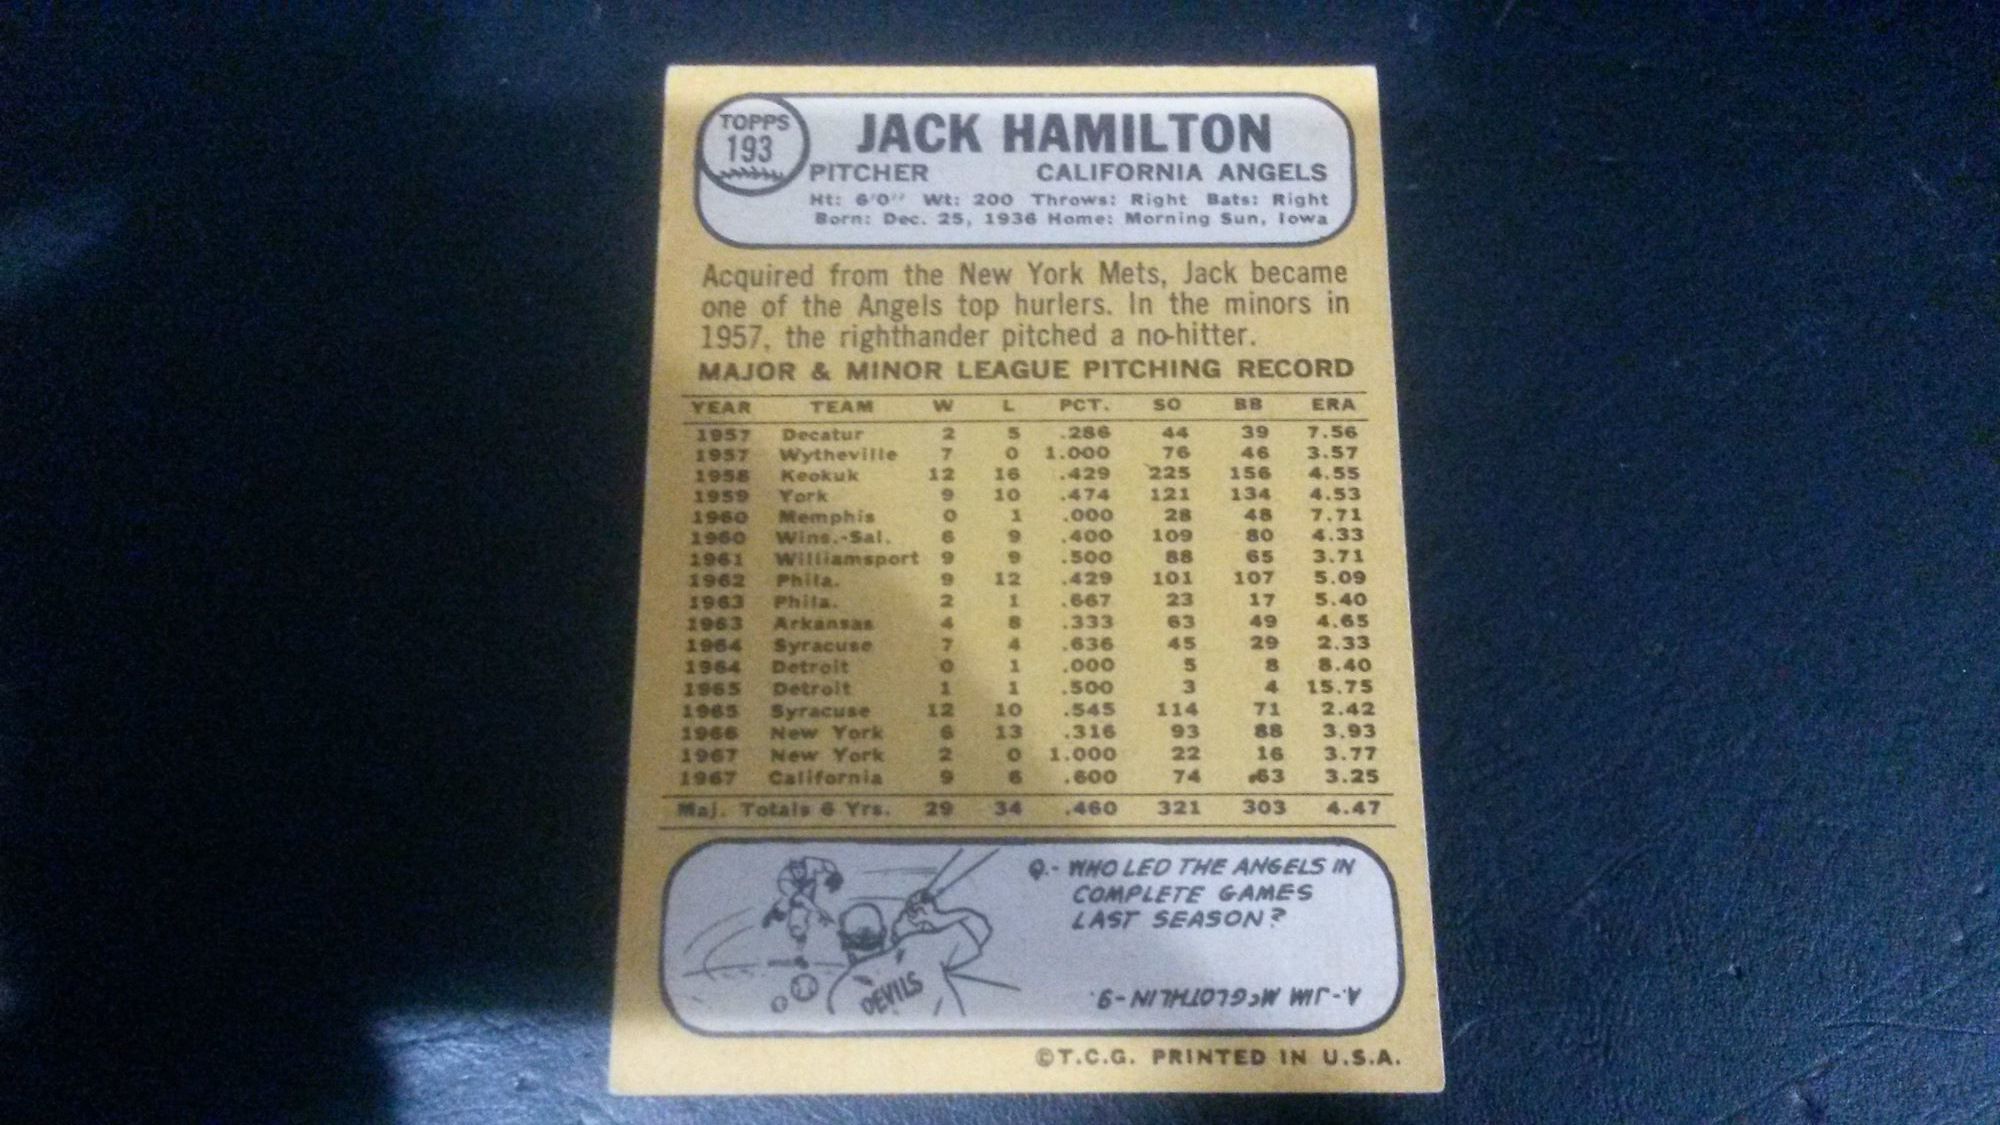 TOPPS
193
JACK HAMILTON
PITCHER CALIFORNIA ANGELS
Ht: 6'0" Wt: 200 Throws: Right Bats: Right
Born: Dec. 25, 1936 Home: Morning Sun, Iowa
Acquired from the New York Mets, Jack became
one of the Angels top hurlers. In the minors in
1957, the righthander pitched a no-hitter.
MAJOR & MINOR LEAGUE PITCHING RECORD
YEAR TEAM W L PCT. SO BB ERA
1957 Decatur 2 5 .286 44 39 7.56
1957 Wytheville 7 0 1.000 76 46 3.57
1958 Keokuk 12 16 .429 225 156 4.55
1959 York 9 10 .474 121 134 4.53
1960 Memphis 0 1 .000 28 48 7.71
1960 Wins.-Sal. 6 9 .400 109 80 4.33
1961 Williamsport 9 9 .500 88 65 3.71
1962 Phila. 9 12 .429 101 107 5.09
1963 Phila. 2 1 .667 23 17 5.40
1963 Arkansas 4 8 .333 63 49 4.65
1964 Syracuse 7 4 .636 45 29 2.33
1964 Detroit 0 1 .000 5 8 8.40
1965 Detroit 1 1 .500 3 4 15.75
1965 Syracuse 12 10 .545 114 71 2.42
1966 New York 6 13 .316 93 88 3.93
1967 New York 2 0 1.000 22 16 3.77
1967 California 9 6 .600 74 63 3.25
Maj. Totals 6 Yrs. 29 34 .460 321 303 4.47
Q.- WHO LED THE ANGELS IN
COMPLETE GAMES
LAST SEASON?
DEVILS
A.- JIM McGLOTHLIN - 9.
©T.C.G. PRINTED IN U.S.A.